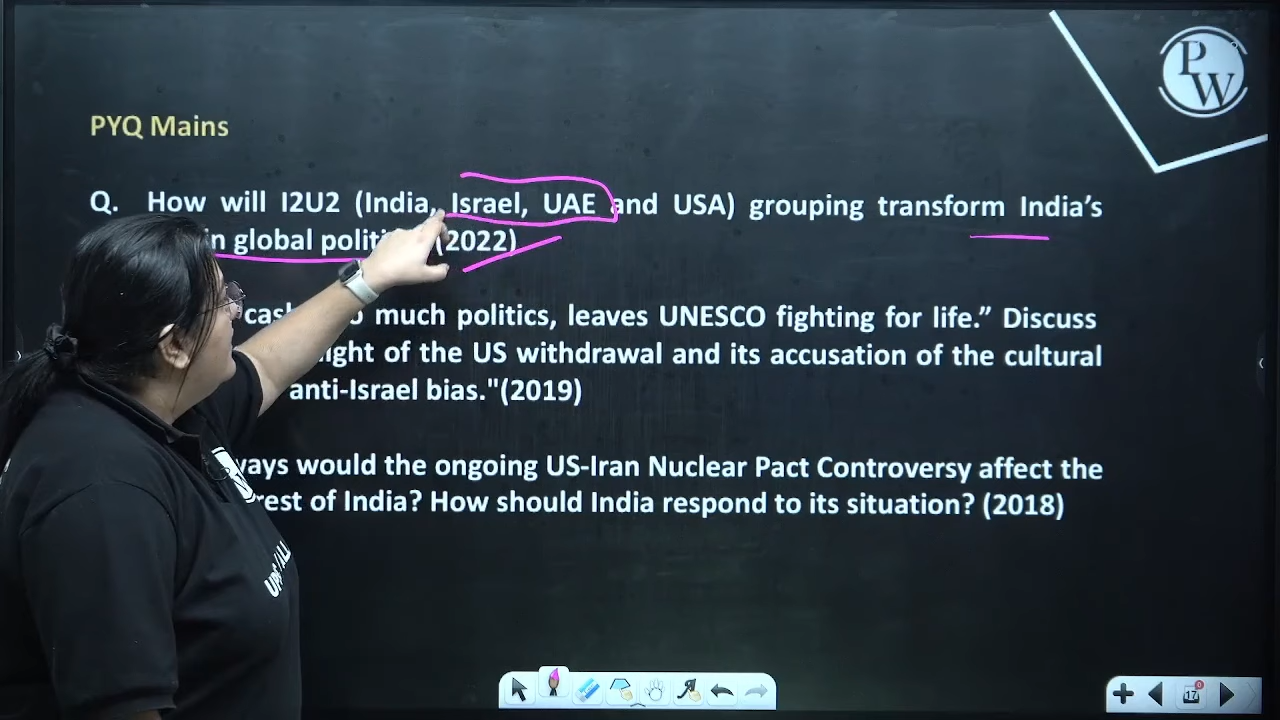 PW
PYQ Mains
Q. How will I2U2 (India, Israel, UAE and USA) grouping transform India's
in global (2022)
much politics, leaves UNESCO fighting for life.” Discuss
of the US withdrawal and its accusation of the cultural
anti-Israel bias."(2019)
would the ongoing US-Iran Nuclear Pact Controversy affect the
of India? How should India respond to its situation? (2018)
17